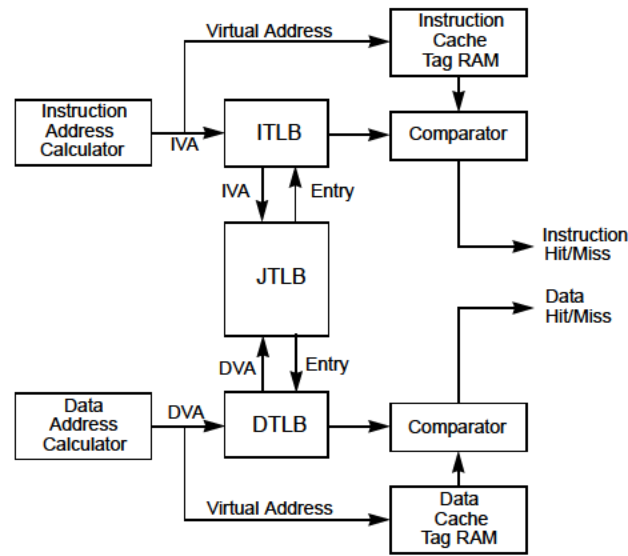 Virtual Address
Instruction
Cache
Tag RAM
Instruction
Address
Calculator
IVA
ITLB
Comparator
IVA
Entry
JTLB
Instruction
Hit/Miss
Data
Hit/Miss
DVA
Entry
Data
Address
Calculator
DVA
DTLB
Comparator
Virtual Address
Data
Cache
Tag RAM